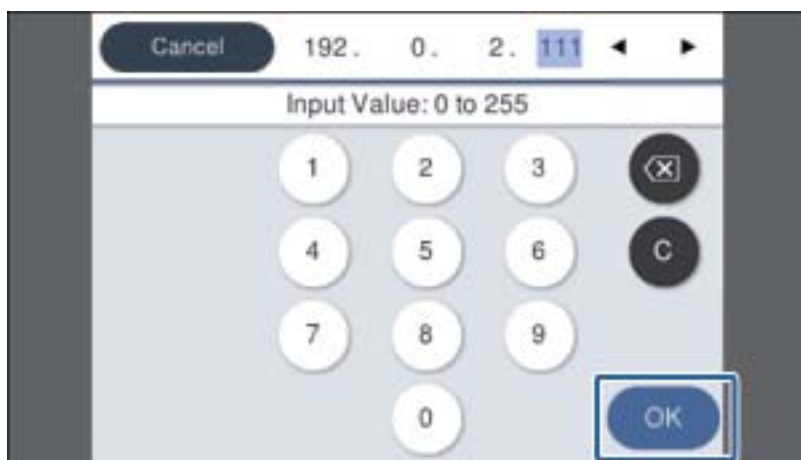 Cancel 192. 0. 2. 111 ◄ ►
Input Value: 0 to 255
1 2 3
4 5 6 C
7 8 9
0 OK